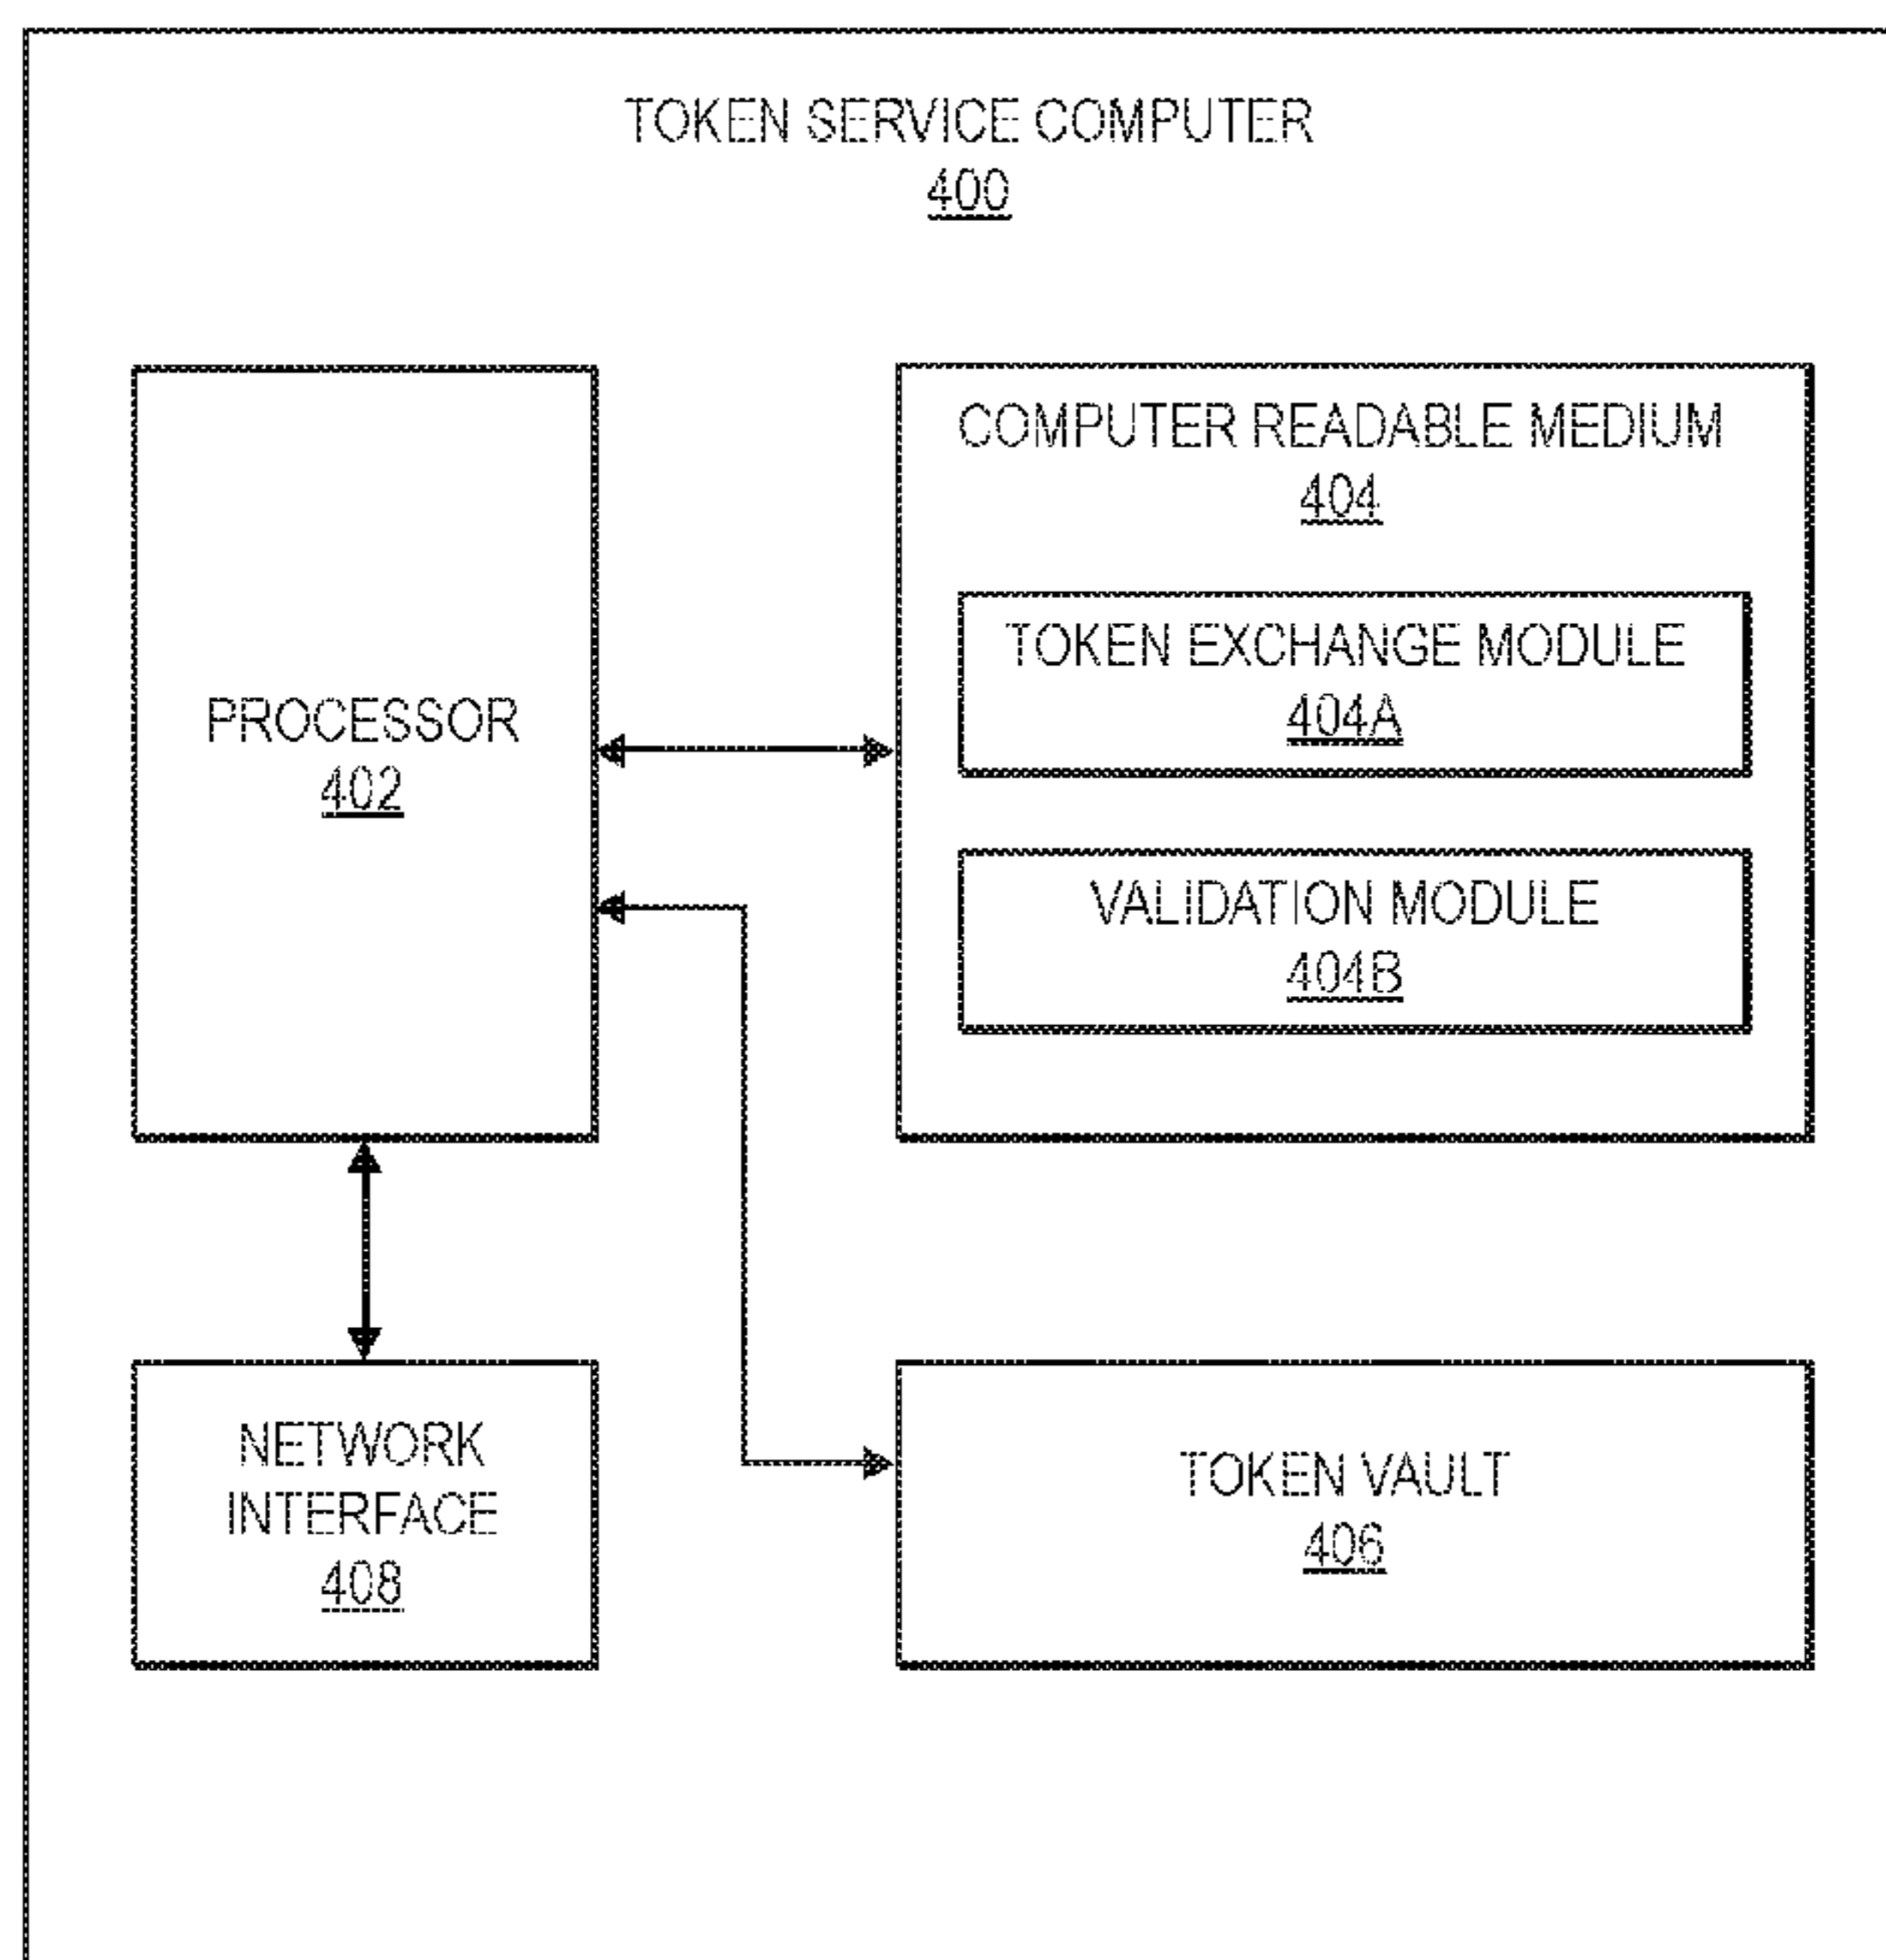 TOKEN SERVICE COMPUTER
400
PROCESSOR
402
COMPUTER READABLE MEDIUM
404
TOKEN EXCHANGE MODULE
404A
VALIDATION MODULE
404B
NETWORK
INTERFACE
408
TOKEN VAULT
406